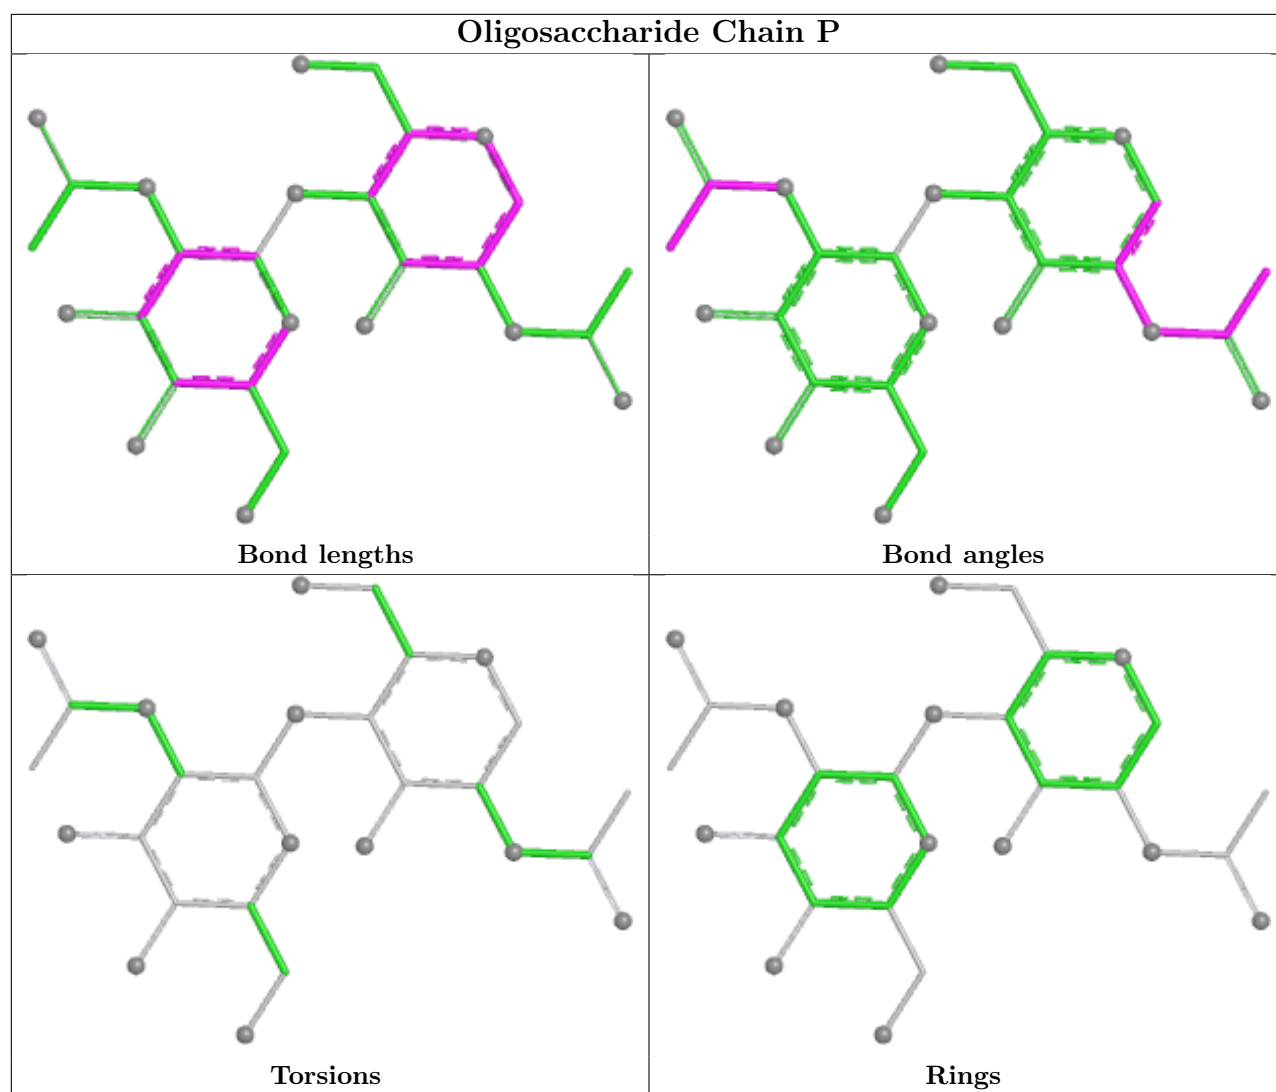 Oligosaccharide Chain P
Bond lengths
Bond angles
Torsions
Rings